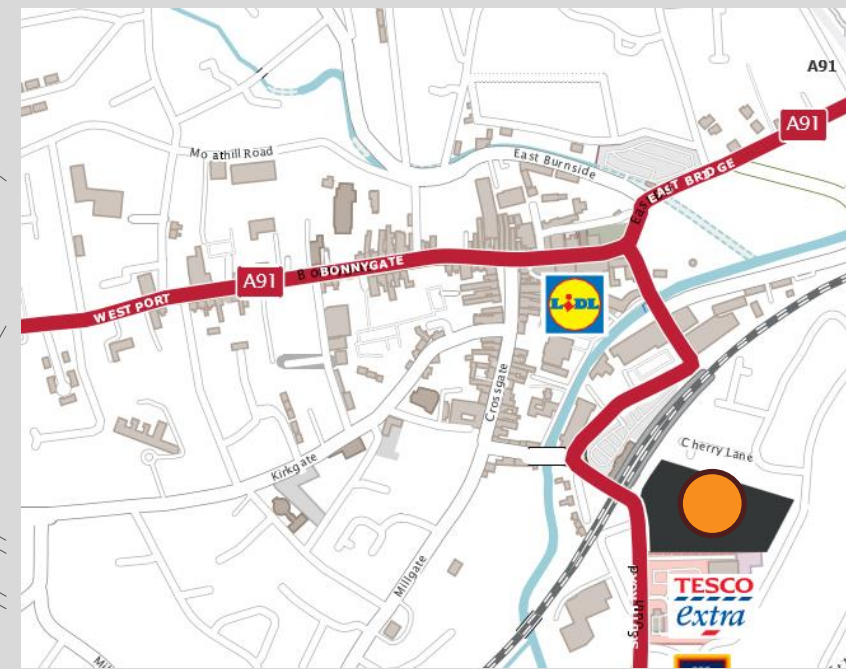 A91
A91
Moathill Road
East Burnside
EAST BRIDGE
BONNYGATE
A91
WEST PORT
LIDL
Crossgate
Cherry Lane
Kirkgate
Millgate
TESCO
extra